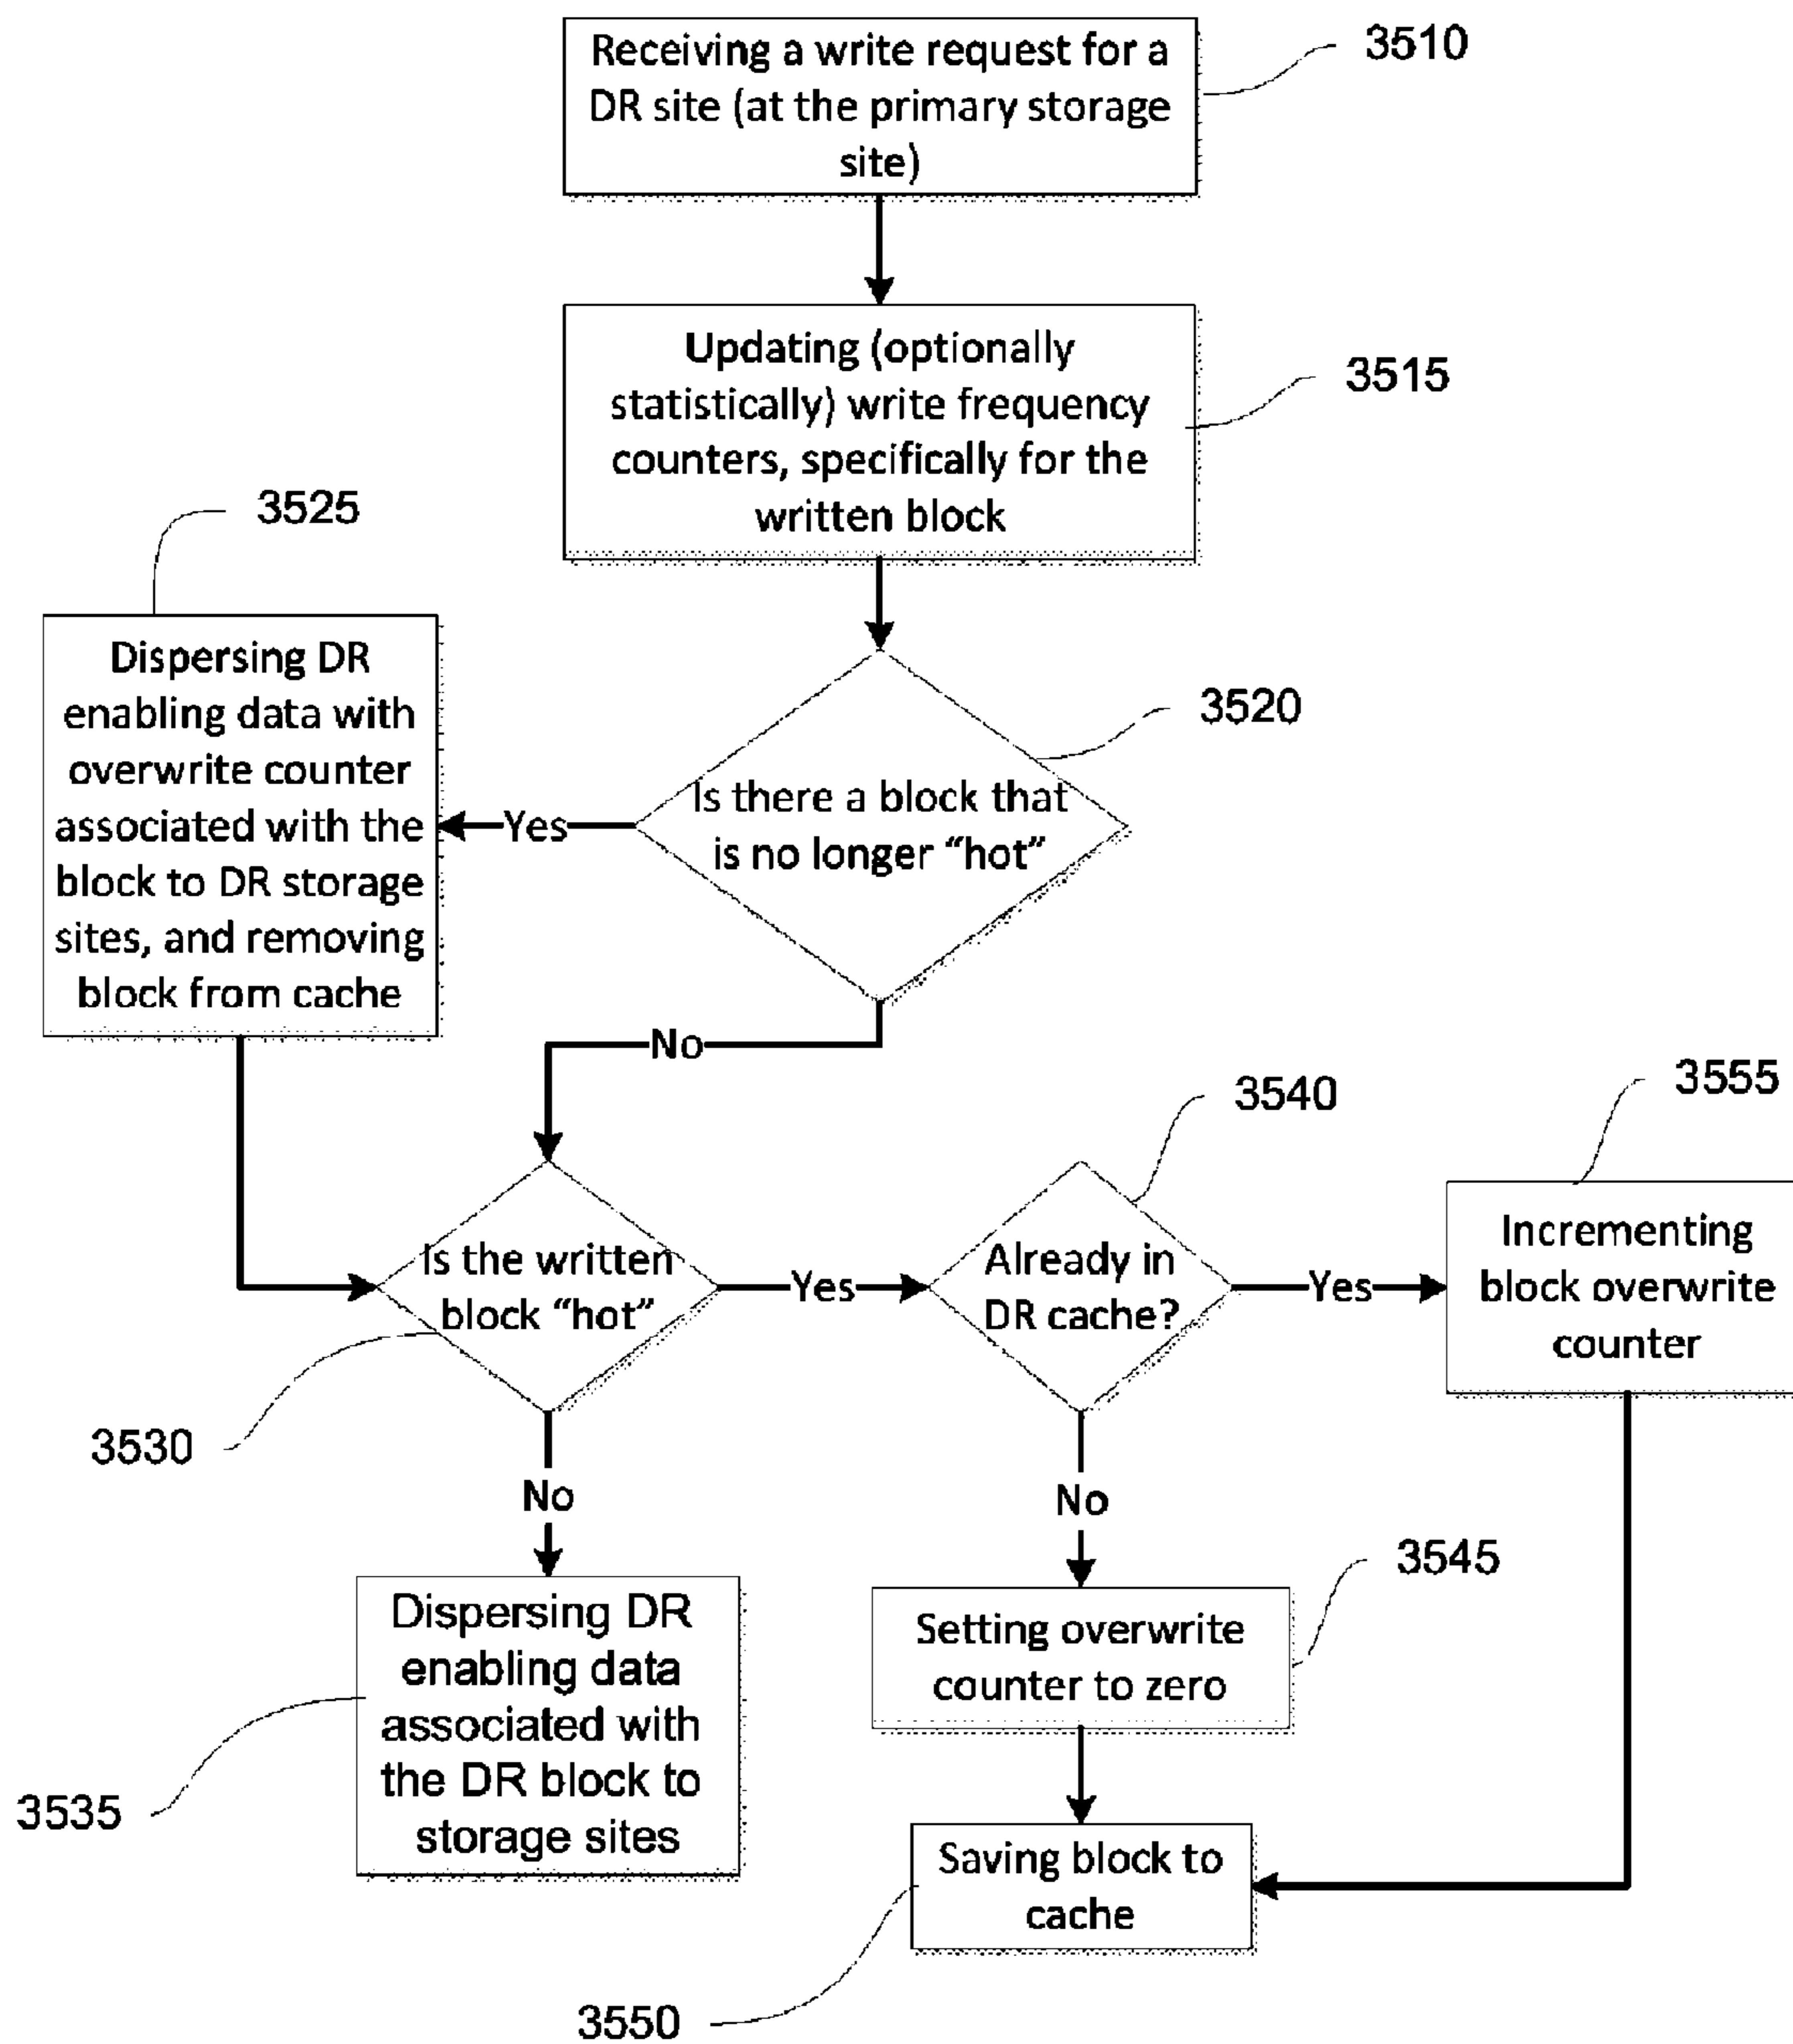 Receiving a write request for a
DR site (at the primary storage
site)
3510
Updating (optionally
statistically) write frequency
counters, specifically for the
written block
3515
3525
Dispersing DR
enabling data with
overwrite counter
associated with the
block to DR storage
sites, and removing
block from cache
3520
Is there a block that
is no longer “hot”
Yes
No
3540
3555
Is the written
block “hot”
Yes
Already in
DR cache?
Yes
Incrementing
block overwrite
counter
3530
No
No
3545
Dispersing DR
enabling data
associated with
the DR block to
storage sites
Setting overwrite
counter to zero
3535
Saving block to
cache
3550